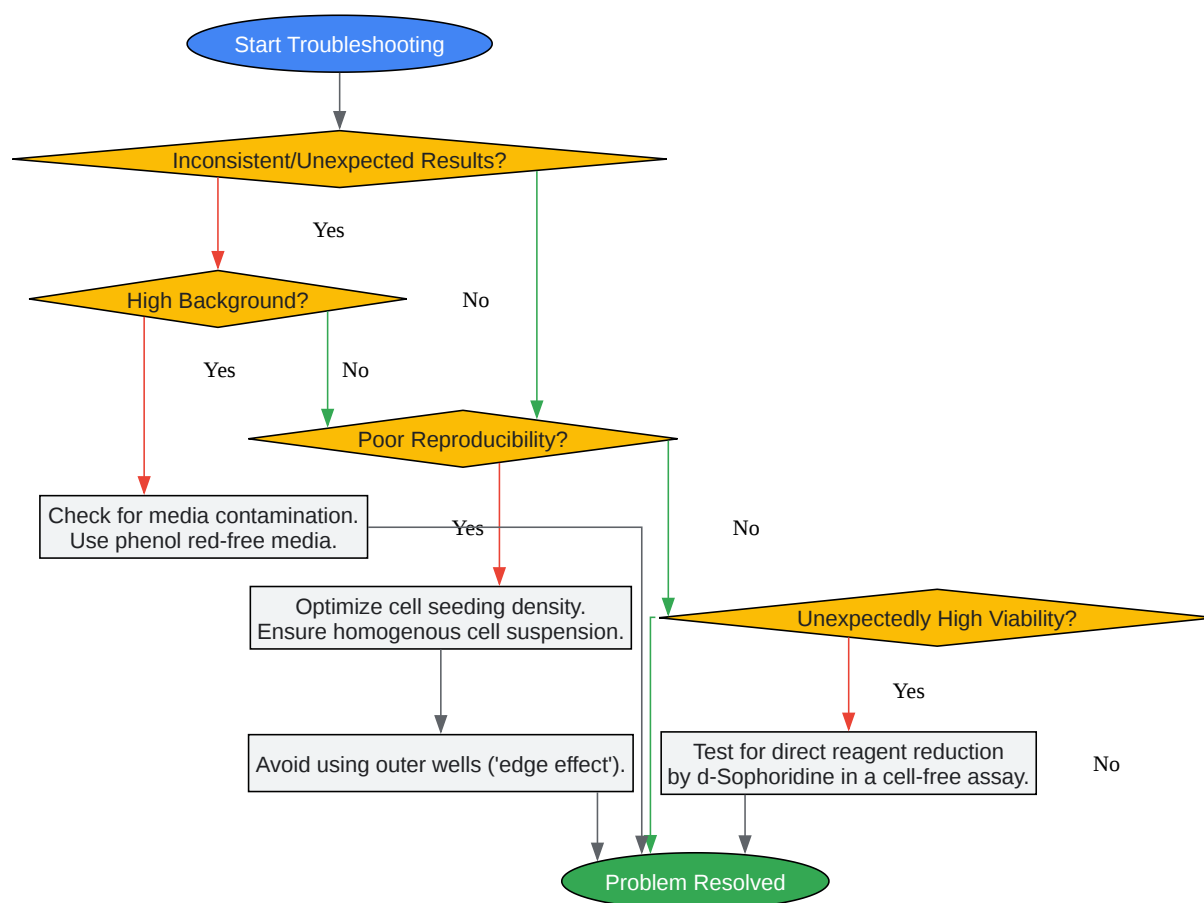 Start Troubleshooting
Inconsistent/Unexpected Results?
Yes
High Background?
No
Yes
No
Poor Reproducibility?
Check for media contamination.
Use phenol red-free media.
Yes
No
Optimize cell seeding density.
Ensure homogenous cell suspension.
Unexpectedly High Viability?
Yes
Avoid using outer wells ('edge effect').
Test for direct reagent reduction
by d-Sophoridine in a cell-free assay.
No
Problem Resolved